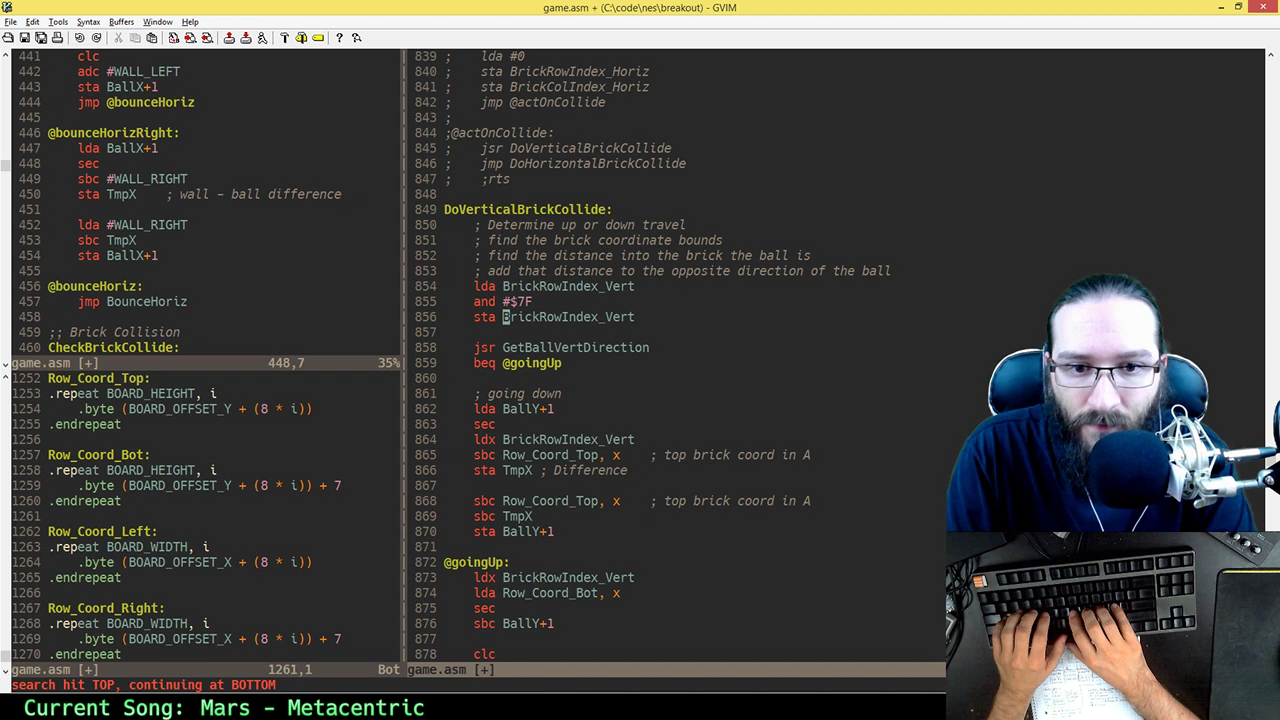 game.asm + (C:\code\nes\breakout) - GVIM
File Edit Tools Syntax Buffers Window Help
441 clc
442 adc #WALL_LEFT
443 sta BallX+1
444 jmp @bounceHoriz
445
446 @bounceHorizRight:
447 lda BallX+1
448 sec
449 sbc #WALL_RIGHT
450 sta TmpX ; wall - ball difference
451
452 lda #WALL_RIGHT
453 sbc TmpX
454 sta BallX+1
455
456 @bounceHoriz:
457 jmp BounceHoriz
458
459 ;; Brick Collision
460 CheckBrickCollide:
game.asm [+] 448,7 35%
1252 Row_Coord_Top:
1253 .repeat BOARD_HEIGHT, i
1254 .byte (BOARD_OFFSET_Y + (8 * i))
1255 .endrepeat
1256
1257 Row_Coord_Bot:
1258 .repeat BOARD_HEIGHT, i
1259 .byte (BOARD_OFFSET_Y + (8 * i)) + 7
1260 .endrepeat
1261
1262 Row_Coord_Left:
1263 .repeat BOARD_WIDTH, i
1264 .byte (BOARD_OFFSET_X + (8 * i))
1265 .endrepeat
1266
1267 Row_Coord_Right:
1268 .repeat BOARD_WIDTH, i
1269 .byte (BOARD_OFFSET_X + (8 * i)) + 7
1270 .endrepeat
game.asm [+] 1261,1 Bot
839 ; lda #0
840 ; sta BrickRowIndex_Horiz
841 ; sta BrickColIndex_Horiz
842 ; jmp @actOnCollide
843 ;
844 ;@actOnCollide:
845 ; jsr DoVerticalBrickCollide
846 ; jmp DoHorizontalBrickCollide
847 ; ;rts
848
849 DoVerticalBrickCollide:
850 ; Determine up or down travel
851 ; find the brick coordinate bounds
852 ; find the distance into the brick the ball is
853 ; add that distance to the opposite direction of the ball
854 lda BrickRowIndex_Vert
855 and #$7F
856 sta BrickRowIndex_Vert
857
858 jsr GetBallVertDirection
859 beq @goingUp
860
861 ; going down
862 lda BallY+1
863 sec
864 ldx BrickRowIndex_Vert
865 sbc Row_Coord_Top, x ; top brick coord in A
866 sta TmpX ; Difference
867
868 sbc Row_Coord_Top, x ; top brick coord in A
869 sbc TmpX
870 sta BallY+1
871
872 @goingUp:
873 ldx BrickRowIndex_Vert
874 lda Row_Coord_Bot, x
875 sec
876 sbc BallY+1
877
878 clc
game.asm [+]
search hit TOP, continuing at BOTTOM
Current Song: Mars - Metacentric